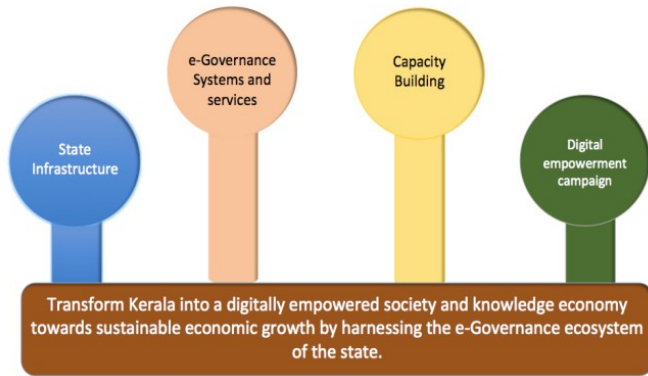 e-Governance
Systems and
services
Capacity
Building
State
Infrastructure
Digital
empowerment
campaign
Transform Kerala into a digitally empowered society and knowledge economy
towards sustainable economic growth by harnessing the e-Governance ecosystem
of the state.